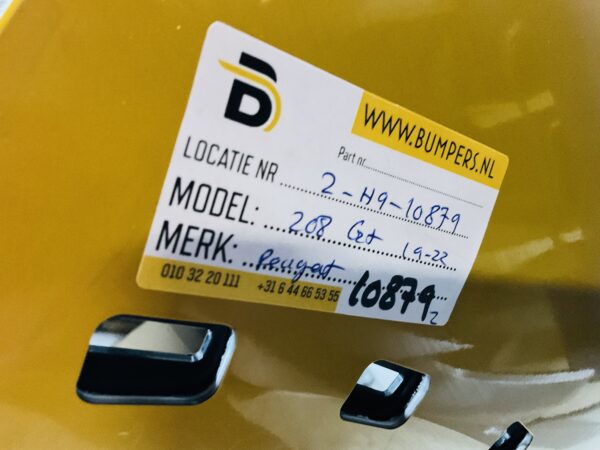 WWW.BUMPERS.NL
Part nr.
LOCATIE NR 2-H9-10879
MODEL: 208 Gt 19-22
MERK: Peugeot
010 32 20 111 +31 6 44 66 53 55 10879 2